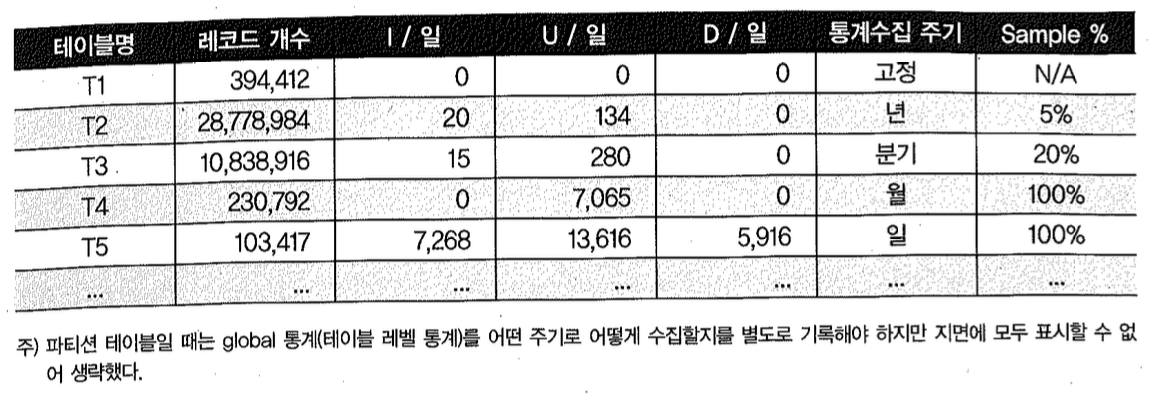 테이블명 레코드 개수 I / 일 U / 일 D / 일 통계수집 주기 Sample %
T1 394,412 0 0 0 고정 N/A
T2 28,778,984 20 134 0 년 5%
T3 10,838,916 15 280 0 분기 20%
T4 230,792 0 7,065 0 월 100%
T5 103,417 7,268 13,616 5,916 일 100%
... ... ... ... ... ... ...
주) 파티션 테이블일 때는 global 통계(테이블 레벨 통계)를 어떤 주기로 어떻게 수집할지를 별도로 기록해야 하지만 지면에 모두 표시할 수 없
어 생략했다.